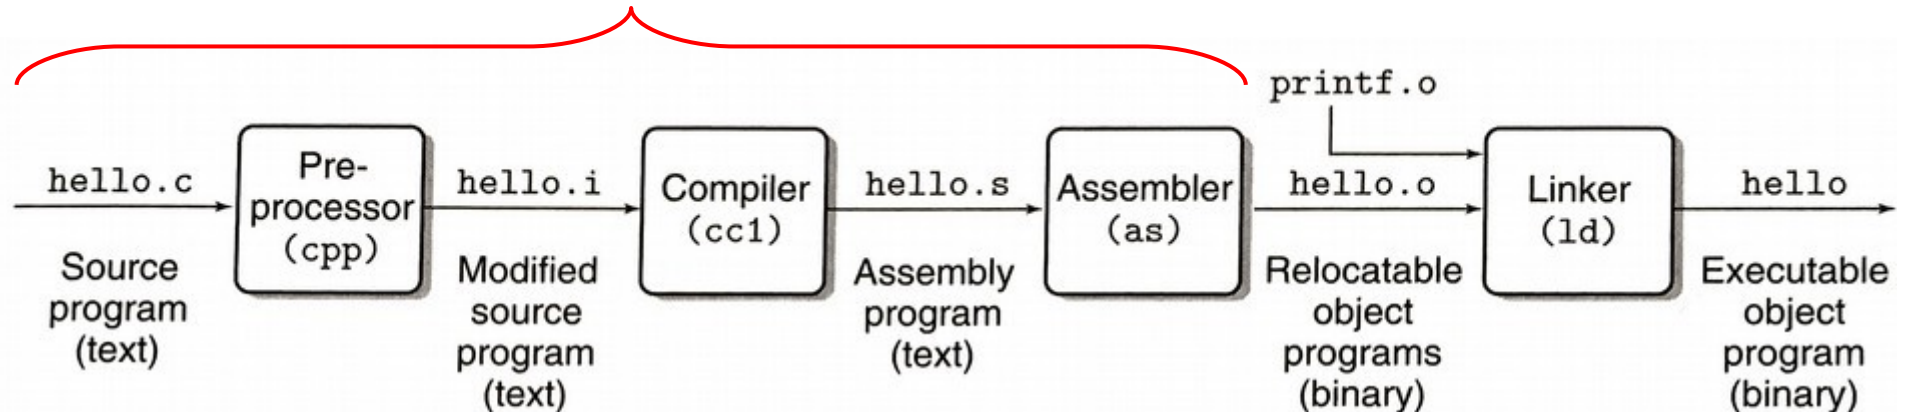 printf.o
hello.c
Pre-
processor
(cpp)
hello.i
Compiler
(cc1)
hello.s
Assembler
(as)
hello.o
Linker
(ld)
hello
Source
program
(text)
Modified
source
program
(text)
Assembly
program
(text)
Relocatable
object
programs
(binary)
Executable
object
program
(binary)